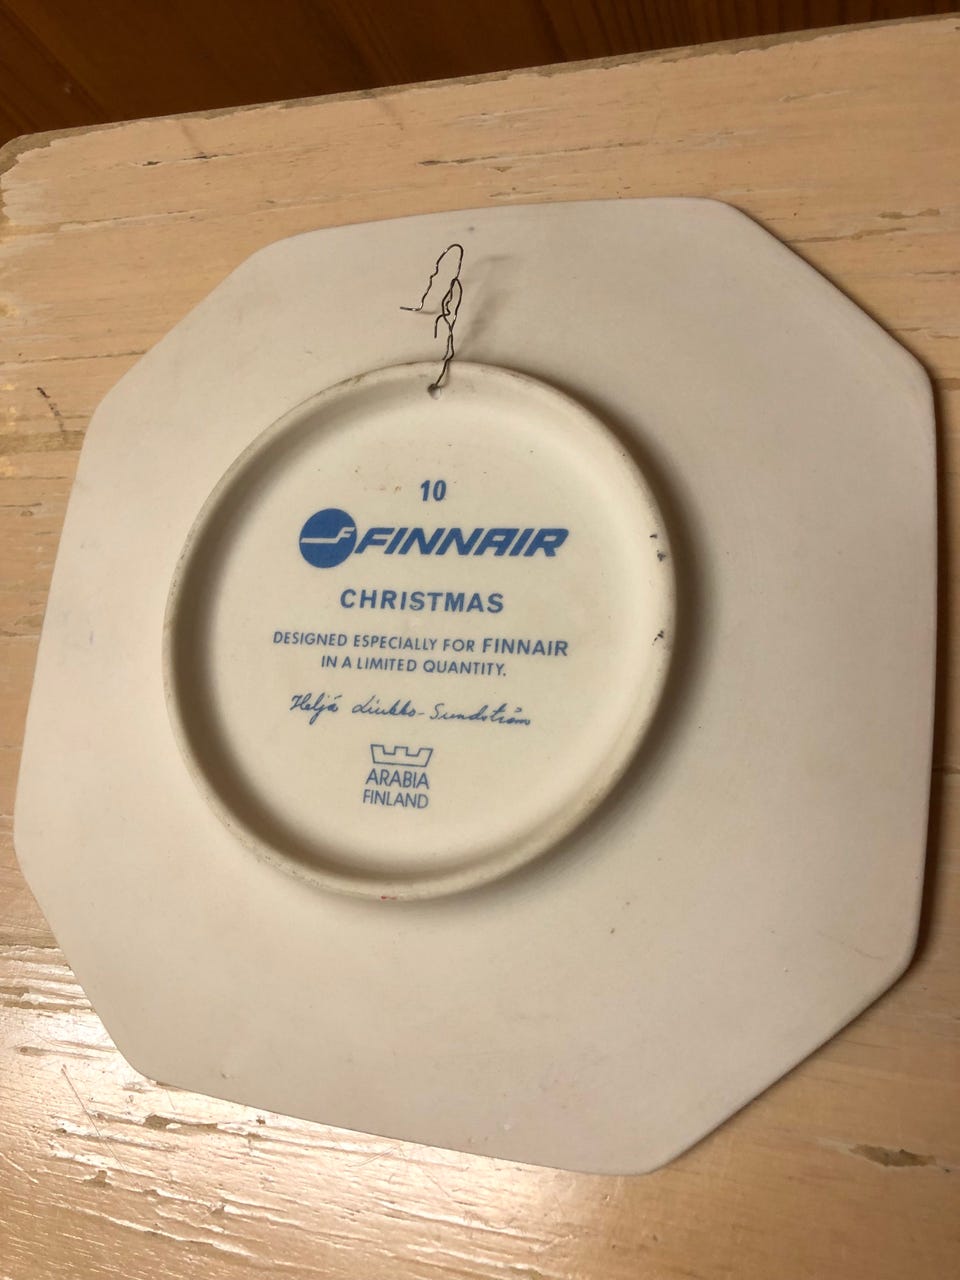 10
FINNAIR
CHRISTMAS
DESIGNED ESPECIALLY FOR FINNAIR
IN A LIMITED QUANTITY.
Heljä Liukko-Sundström
ARABIA
FINLAND